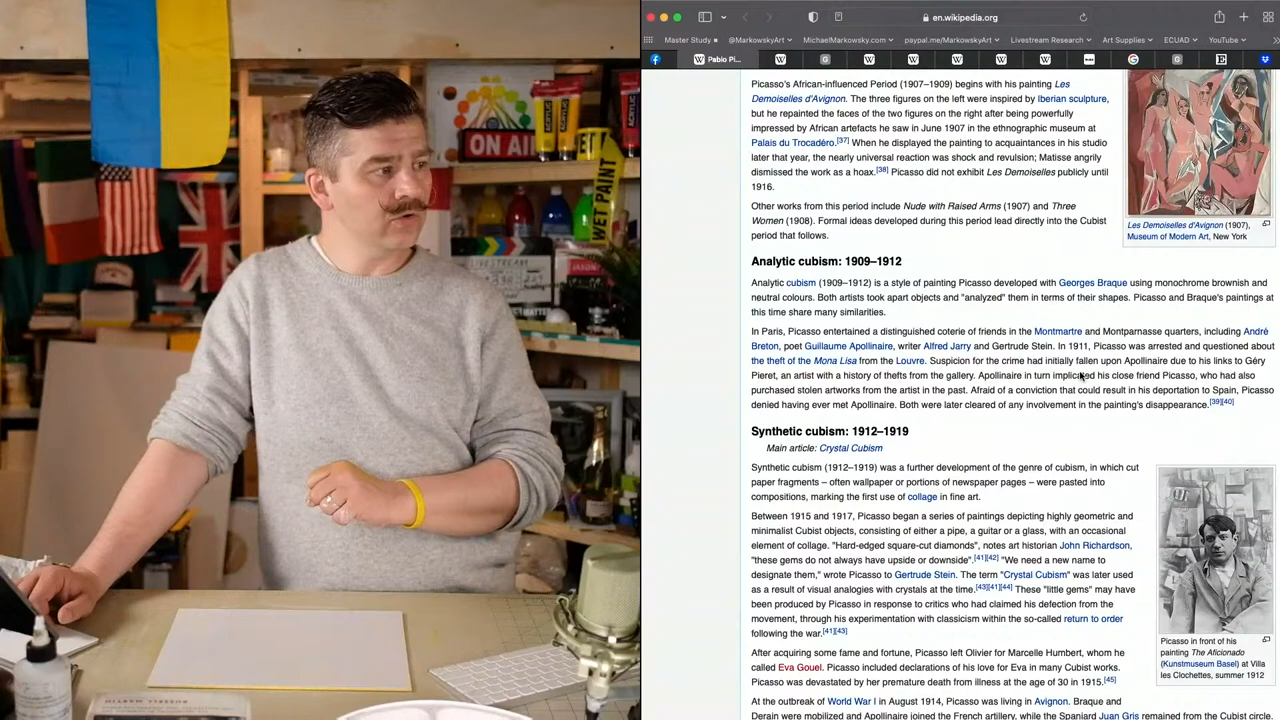 ON AIR
ACRYLIC
ACRYLIC
WET PAINT
LIVESTREAM
JASON
en.wikipedia.org
Master Study
@MarkowskyArt
MichaelMarkowsky.com
paypal.me/MarkowskyArt
Livestream Research
Art Supplies
ECUAD
YouTube
Pablo Pi...
Picasso's African-influenced Period (1907–1909) begins with his painting Les
Demoiselles d'Avignon. The three figures on the left were inspired by Iberian sculpture,
but he repainted the faces of the two figures on the right after being powerfully
impressed by African artefacts he saw in June 1907 in the ethnographic museum at
Palais du Trocadéro.[37] When he displayed the painting to acquaintances in his studio
later that year, the nearly universal reaction was shock and revulsion; Matisse angrily
dismissed the work as a hoax.[38] Picasso did not exhibit Les Demoiselles publicly until
1916.
Other works from this period include Nude with Raised Arms (1907) and Three
Women (1908). Formal ideas developed during this period lead directly into the Cubist
period that follows.
Les Demoiselles d'Avignon (1907),
Museum of Modern Art, New York
Analytic cubism: 1909–1912
Analytic cubism (1909–1912) is a style of painting Picasso developed with Georges Braque using monochrome brownish and
neutral colours. Both artists took apart objects and "analyzed" them in terms of their shapes. Picasso and Braque's paintings at
this time share many similarities.
In Paris, Picasso entertained a distinguished coterie of friends in the Montmartre and Montparnasse quarters, including André
Breton, poet Guillaume Apollinaire, writer Alfred Jarry and Gertrude Stein. In 1911, Picasso was arrested and questioned about
the theft of the Mona Lisa from the Louvre. Suspicion for the crime had initially fallen upon Apollinaire due to his links to Géry
Pieret, an artist with a history of thefts from the gallery. Apollinaire in turn implicated his close friend Picasso, who had also
purchased stolen artworks from the artist in the past. Afraid of a conviction that could result in his deportation to Spain, Picasso
denied having ever met Apollinaire. Both were later cleared of any involvement in the painting's disappearance.[39][40]
Synthetic cubism: 1912–1919
Main article: Crystal Cubism
Synthetic cubism (1912–1919) was a further development of the genre of cubism, in which cut
paper fragments – often wallpaper or portions of newspaper pages – were pasted into
compositions, marking the first use of collage in fine art.
Between 1915 and 1917, Picasso began a series of paintings depicting highly geometric and
minimalist Cubist objects, consisting of either a pipe, a guitar or a glass, with an occasional
element of collage. "Hard-edged square-cut diamonds", notes art historian John Richardson,
"these gems do not always have upside or downside".[41][42] "We need a new name to
designate them," wrote Picasso to Gertrude Stein. The term "Crystal Cubism" was later used
as a result of visual analogies with crystals at the time.[43][41][44] These "little gems" may have
been produced by Picasso in response to critics who had claimed his defection from the
movement, through his experimentation with classicism within the so-called return to order
following the war.[41][43]
Picasso in front of his
painting The Aficionado
(Kunstmuseum Basel) at Villa
les Clochettes, summer 1912
After acquiring some fame and fortune, Picasso left Olivier for Marcelle Humbert, whom he
called Eva Gouel. Picasso included declarations of his love for Eva in many Cubist works.
Picasso was devastated by her premature death from illness at the age of 30 in 1915.[45]
At the outbreak of World War I in August 1914, Picasso was living in Avignon. Braque and
Derain were mobilized and Apollinaire joined the French artillery, while the Spaniard Juan Gris remained from the Cubist circle.